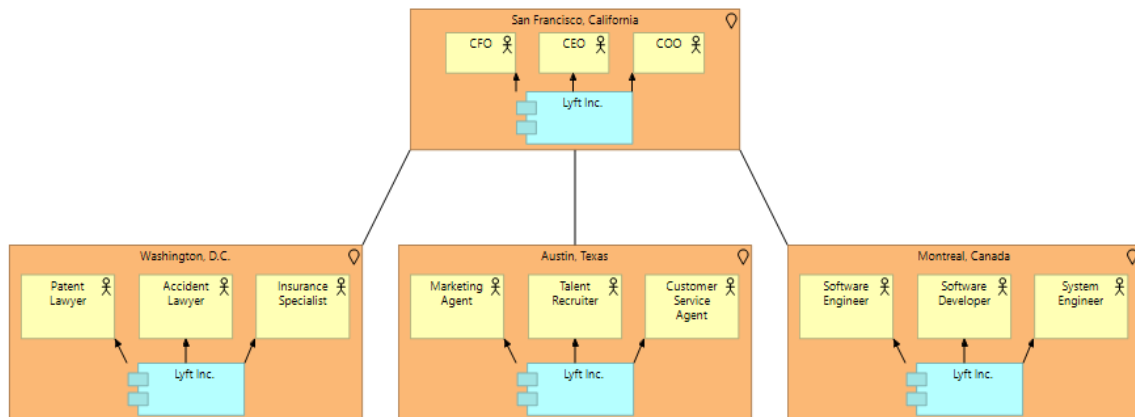 San Francisco, California
CFO
CEO
COO
Lyft Inc.
Washington, D.C.
Patent
Lawyer
Accident
Lawyer
Insurance
Specialist
Lyft Inc.
Austin, Texas
Marketing
Agent
Talent
Recruiter
Customer
Service
Agent
Lyft Inc.
Montreal, Canada
Software
Engineer
Software
Developer
System
Engineer
Lyft Inc.